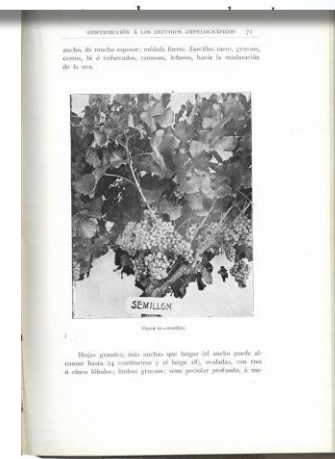 CONTRIBUCIÓN Á LOS ESTUDIOS AMPELOGRÁFICOS 71
ancho, de mucho espesor; médula fuerte. Zarcillos raros, gruesos,
cortos, bi ó trifurcados, ramosos, leñosos, hacia la maduración
de la uva.
SEMILLON
Figura
Hojas grandes, más anchas que largas (el ancho puede al-
canzar hasta 24 centímetros y el largo 18), ovaladas, con tres
ó cinco lóbulos; limbos gruesos; seno peciolar profundo, á me-